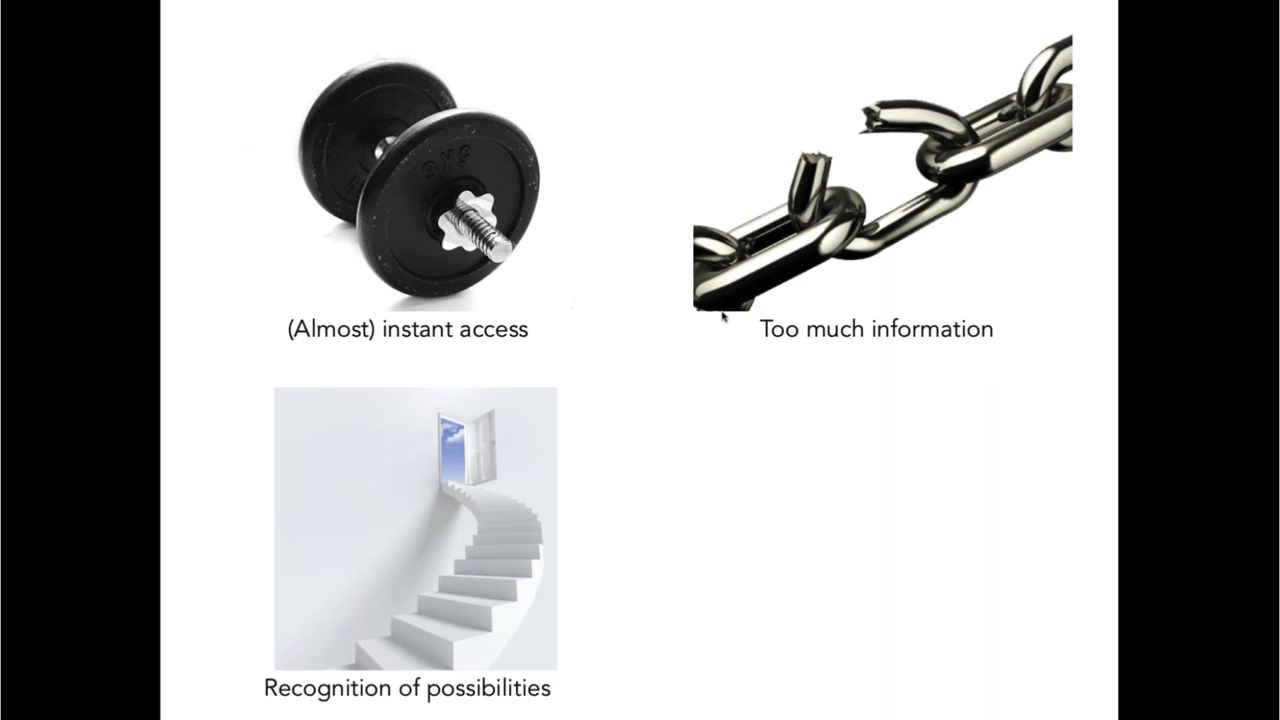 (Almost) instant access
Too much information
Recognition of possibilities